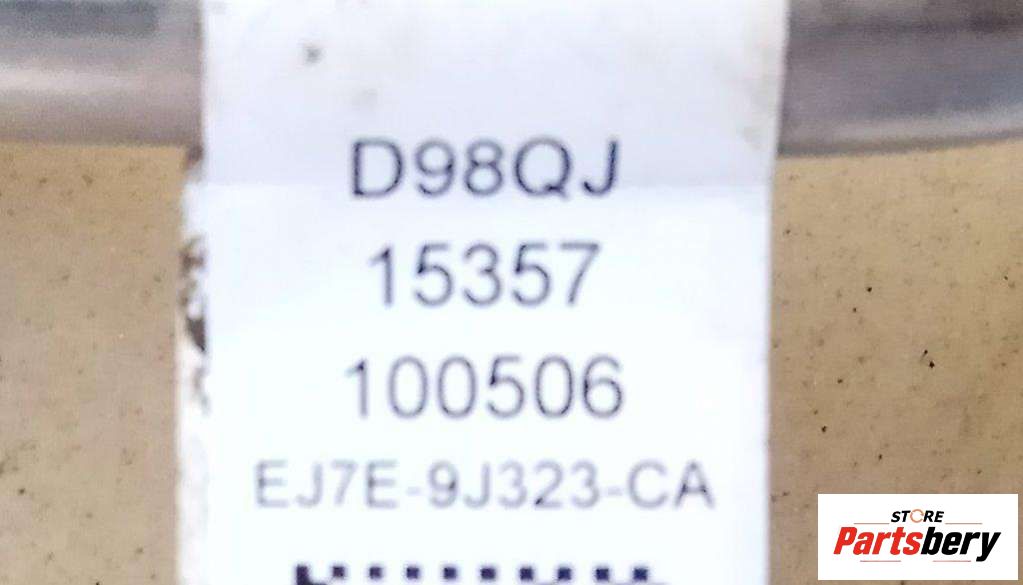 D98QJ
15357
100506
EJ7E-9J323-CA
STORE
Partsbery